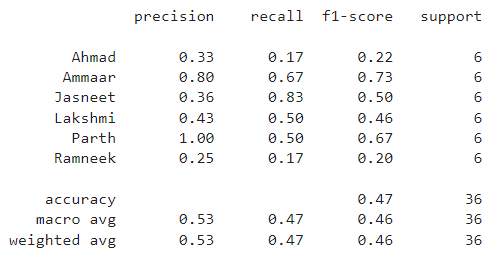 precision recall f1-score support
Ahmad 0.33 0.17 0.22 6
Ammaar 0.80 0.67 0.73 6
Jasneet 0.36 0.83 0.50 6
Lakshmi 0.43 0.50 0.46 6
Parth 1.00 0.50 0.67 6
Ramneek 0.25 0.17 0.20 6
accuracy 0.47 36
macro avg 0.53 0.47 0.46 36
weighted avg 0.53 0.47 0.46 36